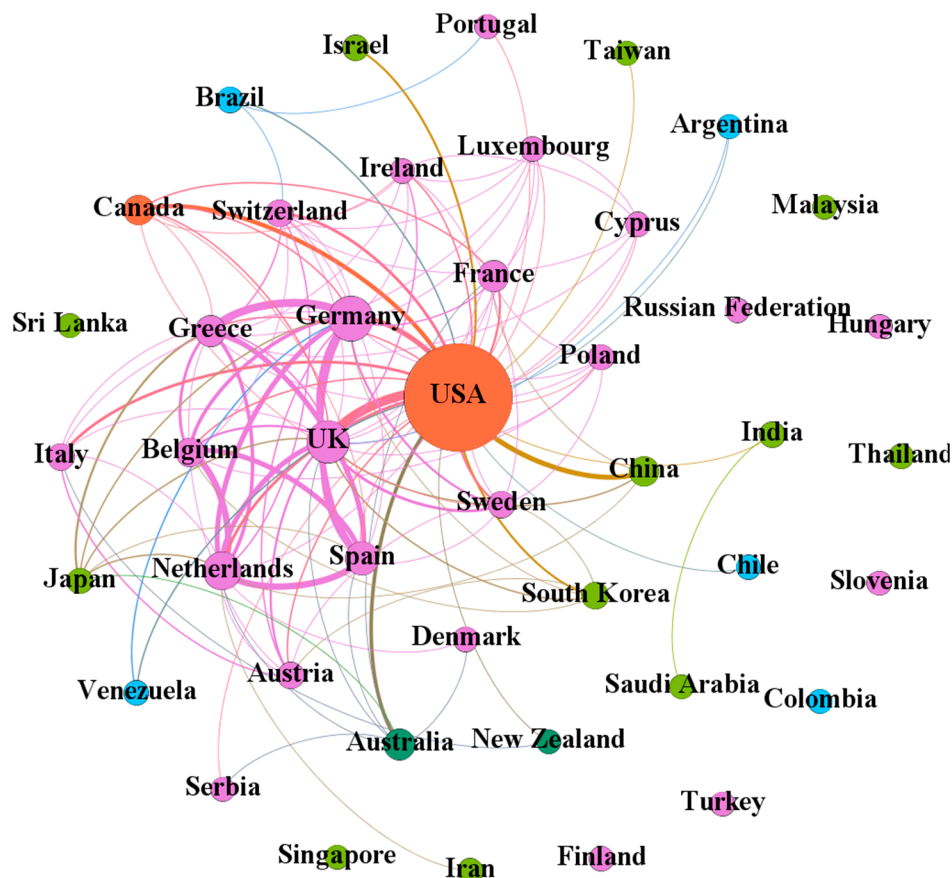 Portugal
Israel
Taiwan
Brazil
Argentina
Luxembourg
Ireland
Canada
Switzerland
Malaysia
Cyprus
France
Russian Federation
Germany
Sri Lanka
Greece
Hungary
Poland
USA
India
UK
Belgium
Italy
Thailand
China
Sweden
Spain
Chile
Netherlands
Japan
Slovenia
South Korea
Denmark
Austria
Saudi Arabia
Venezuela
Colombia
Australia
New Zealand
Serbia
Turkey
Singapore
Finland
Iran